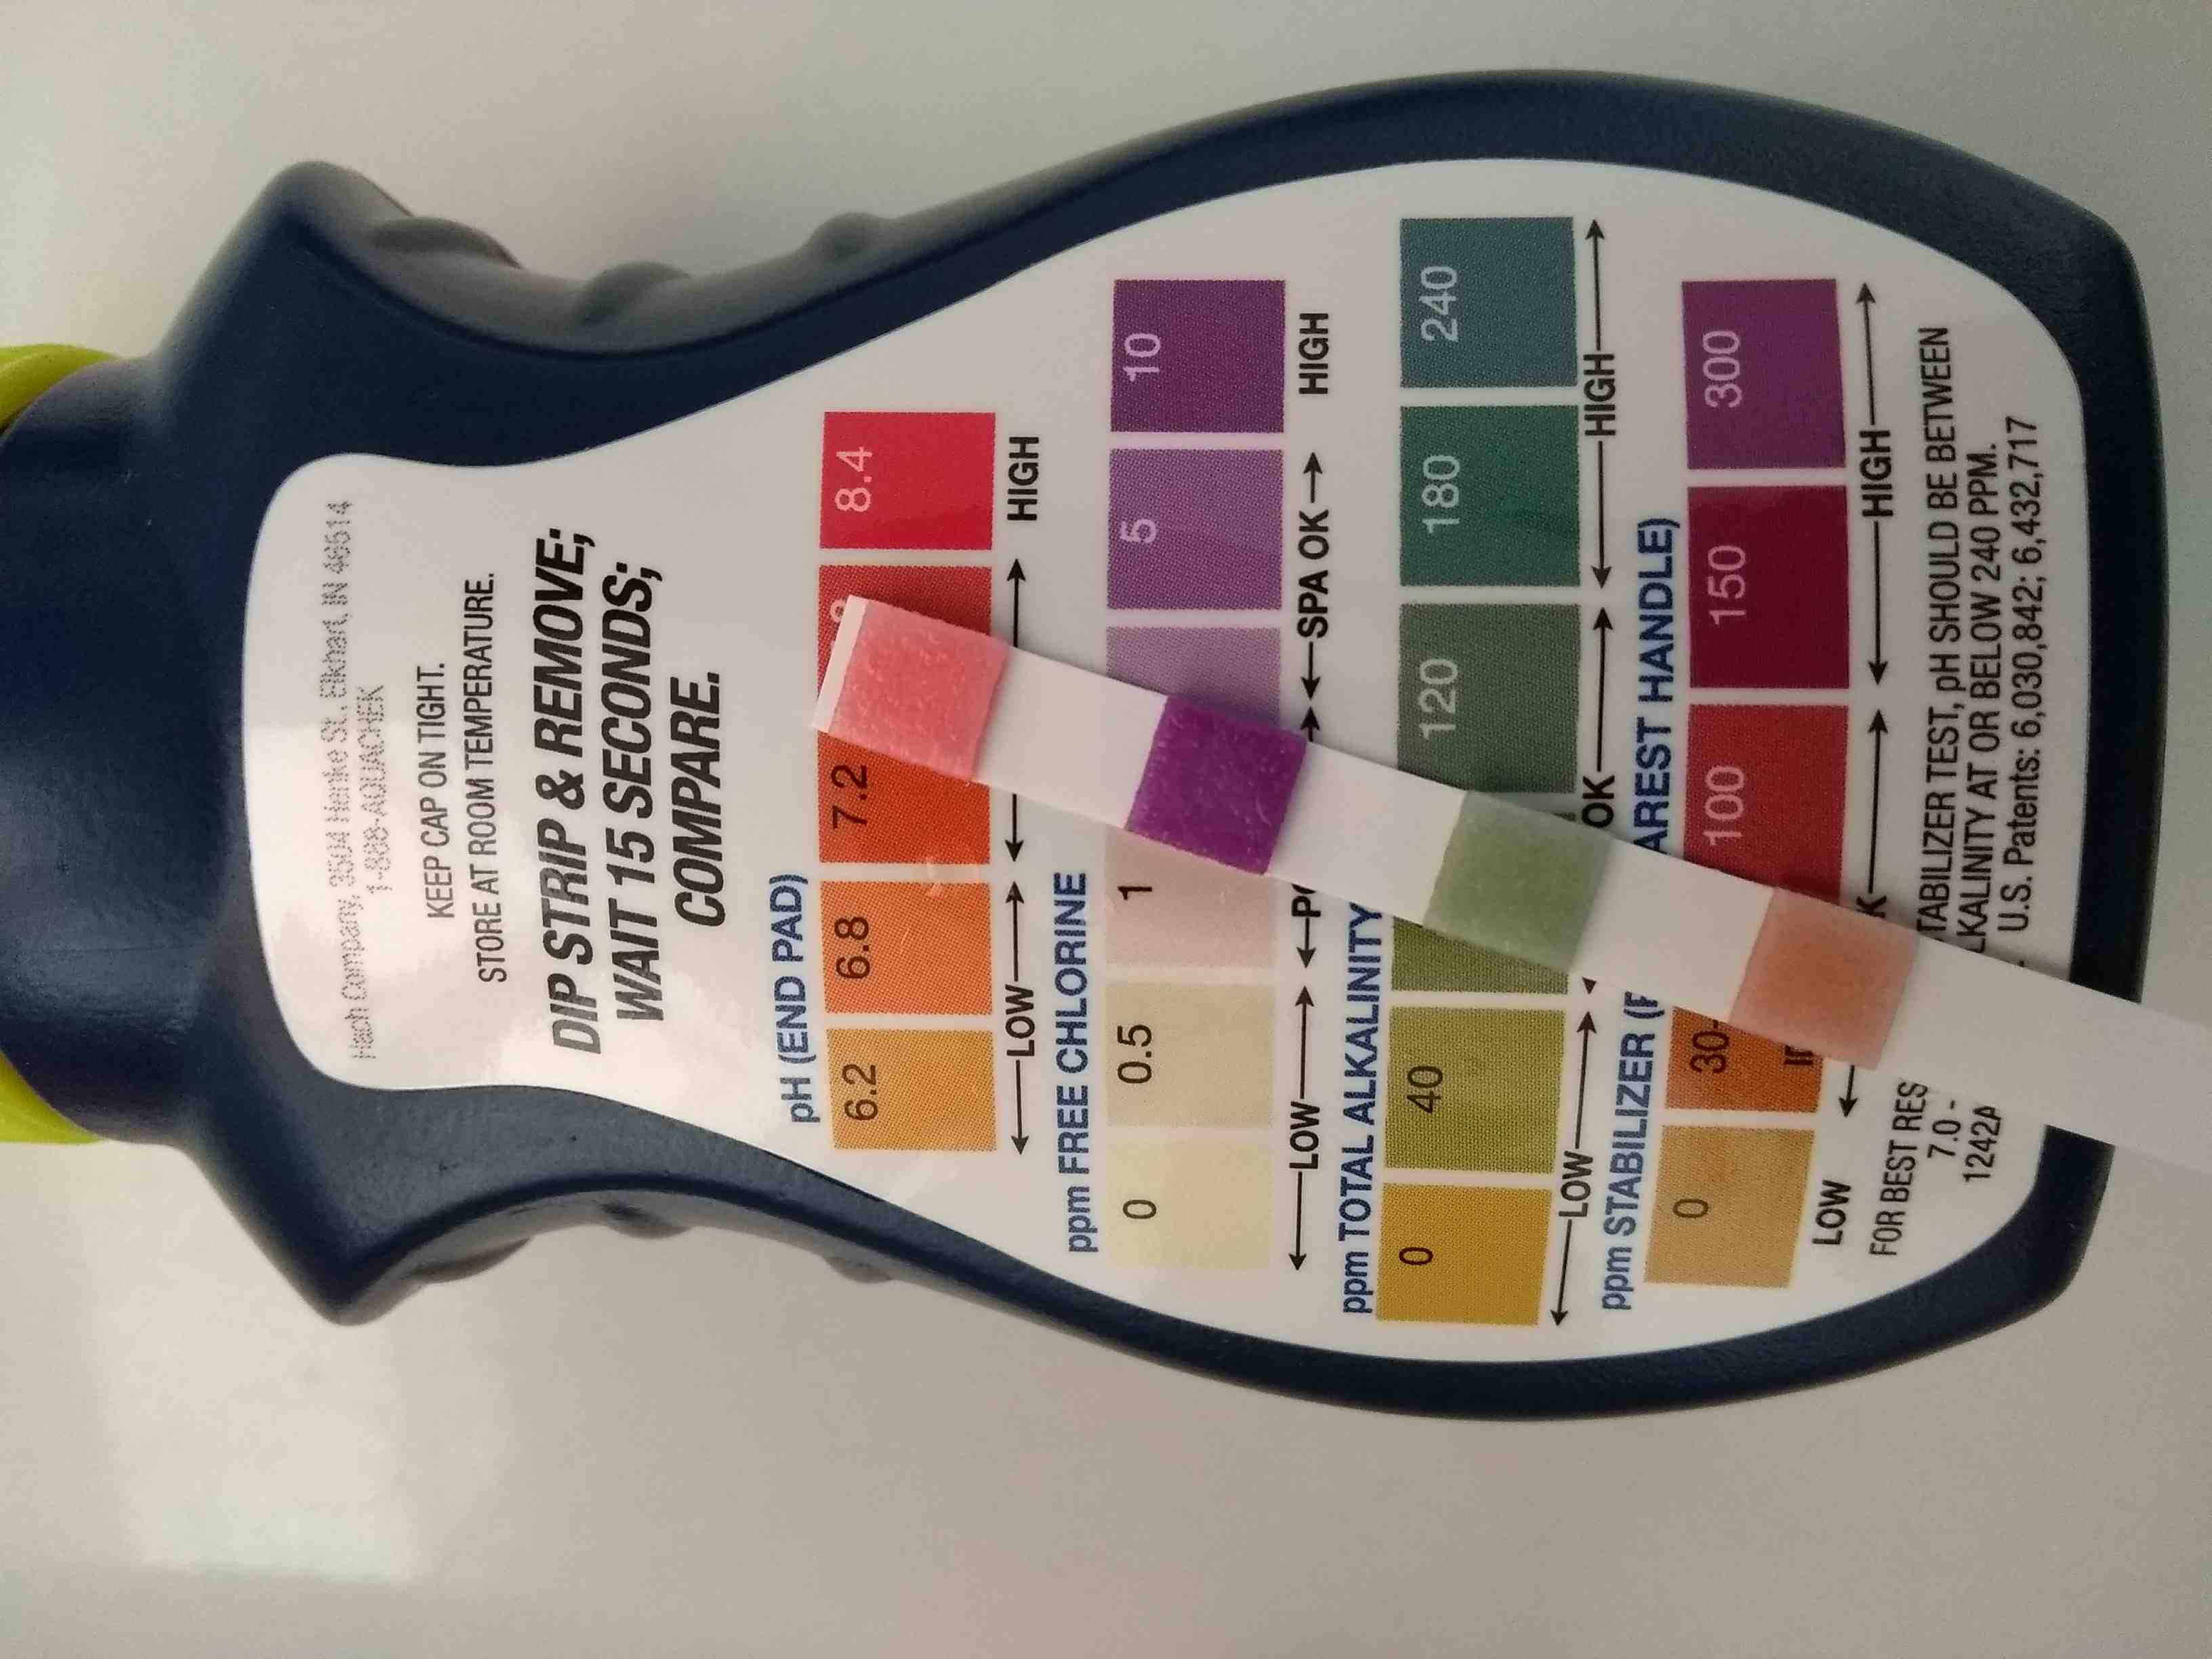 Hach Company, 3504 Henke St., Elkhart, IN 46514
1-888-AQUACHEK
KEEP CAP ON TIGHT.
STORE AT ROOM TEMPERATURE.
DIP STRIP & REMOVE;
WAIT 15 SECONDS;
COMPARE.
pH (END PAD)
6.2 6.8 7.2 8.4
LOW HIGH
ppm FREE CHLORINE
0 0.5 1 5 10
LOW SPA OK HIGH
ppm TOTAL ALKALINITY
0 40 120 180 240
LOW OK HIGH
ppm STABILIZER (P AREST HANDLE)
0 30- 100 150 300
LOW K HIGH
FOR BEST RES TABILIZER TEST, pH SHOULD BE BETWEEN
7.0 - LKALINITY AT OR BELOW 240 PPM.
1242A U.S. Patents: 6,030,842; 6,432,717